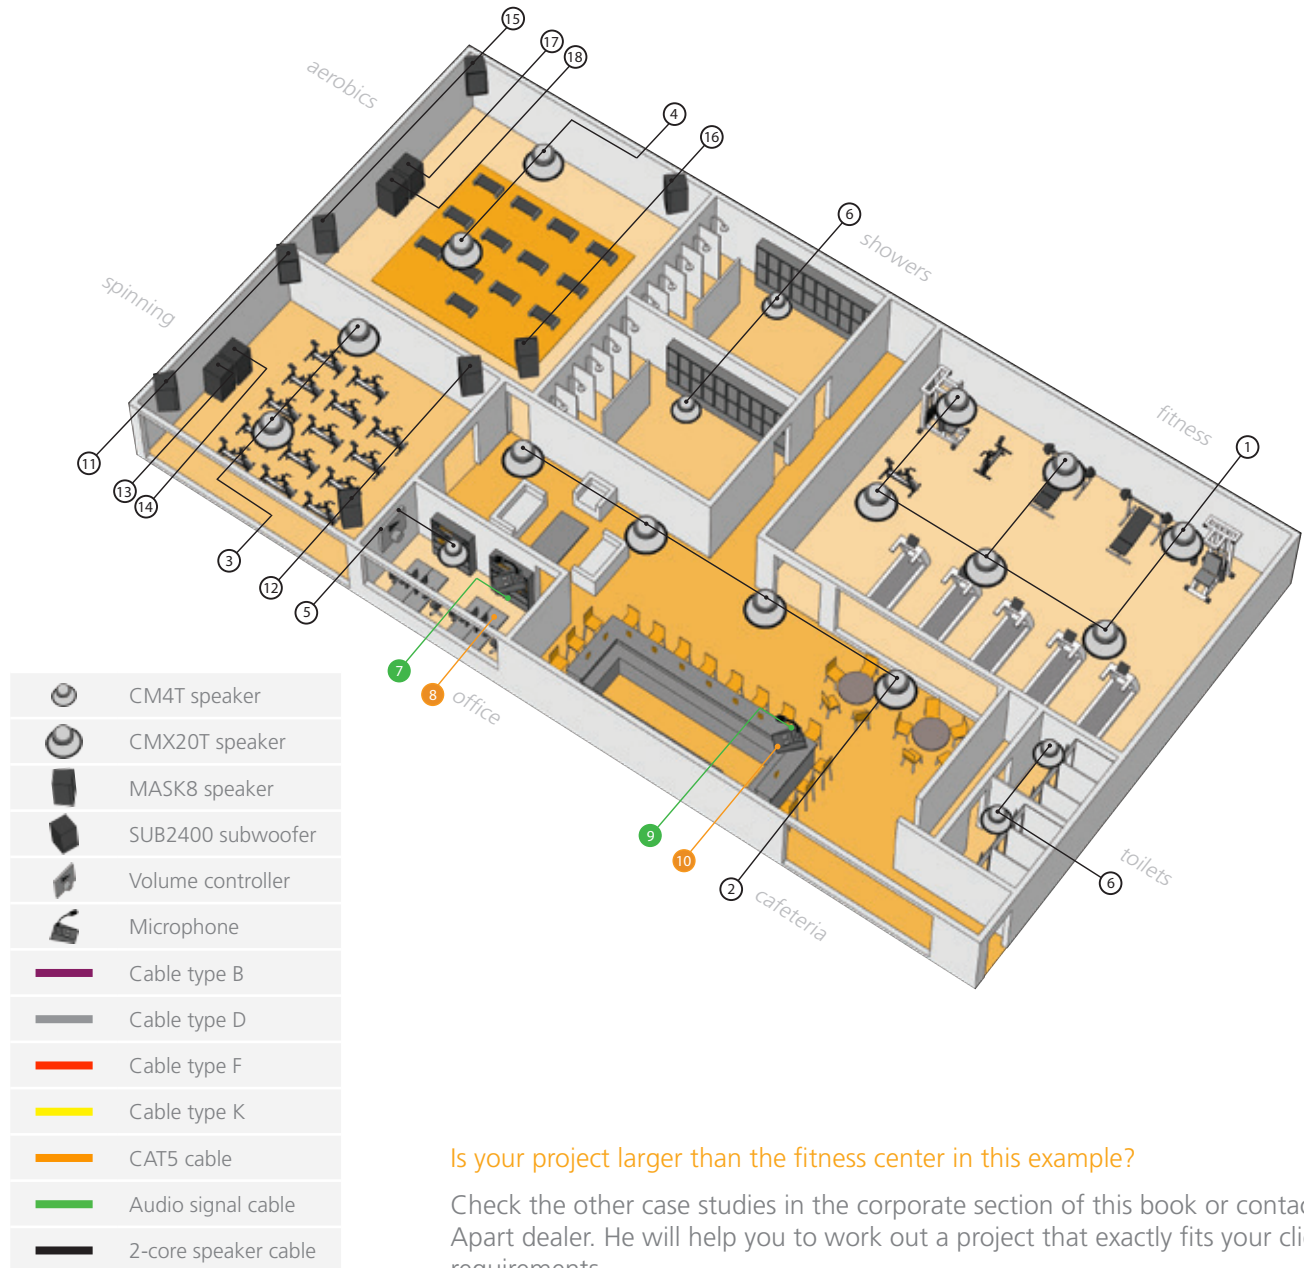 15
17
18
aerobics
4
16
6
showers
spinning
fitness
1
11
13
14
3
12
5
7
8
office
9
10
2
cafeteria
toilets
6
CM4T speaker
CMX20T speaker
MASK8 speaker
SUB2400 subwoofer
Volume controller
Microphone
Cable type B
Cable type D
Cable type F
Cable type K
CAT5 cable
Audio signal cable
2-core speaker cable
Is your project larger than the fitness center in this example?
Check the other case studies in the corporate section of this book or contac
Apart dealer. He will help you to work out a project that exactly fits your cli
requirements